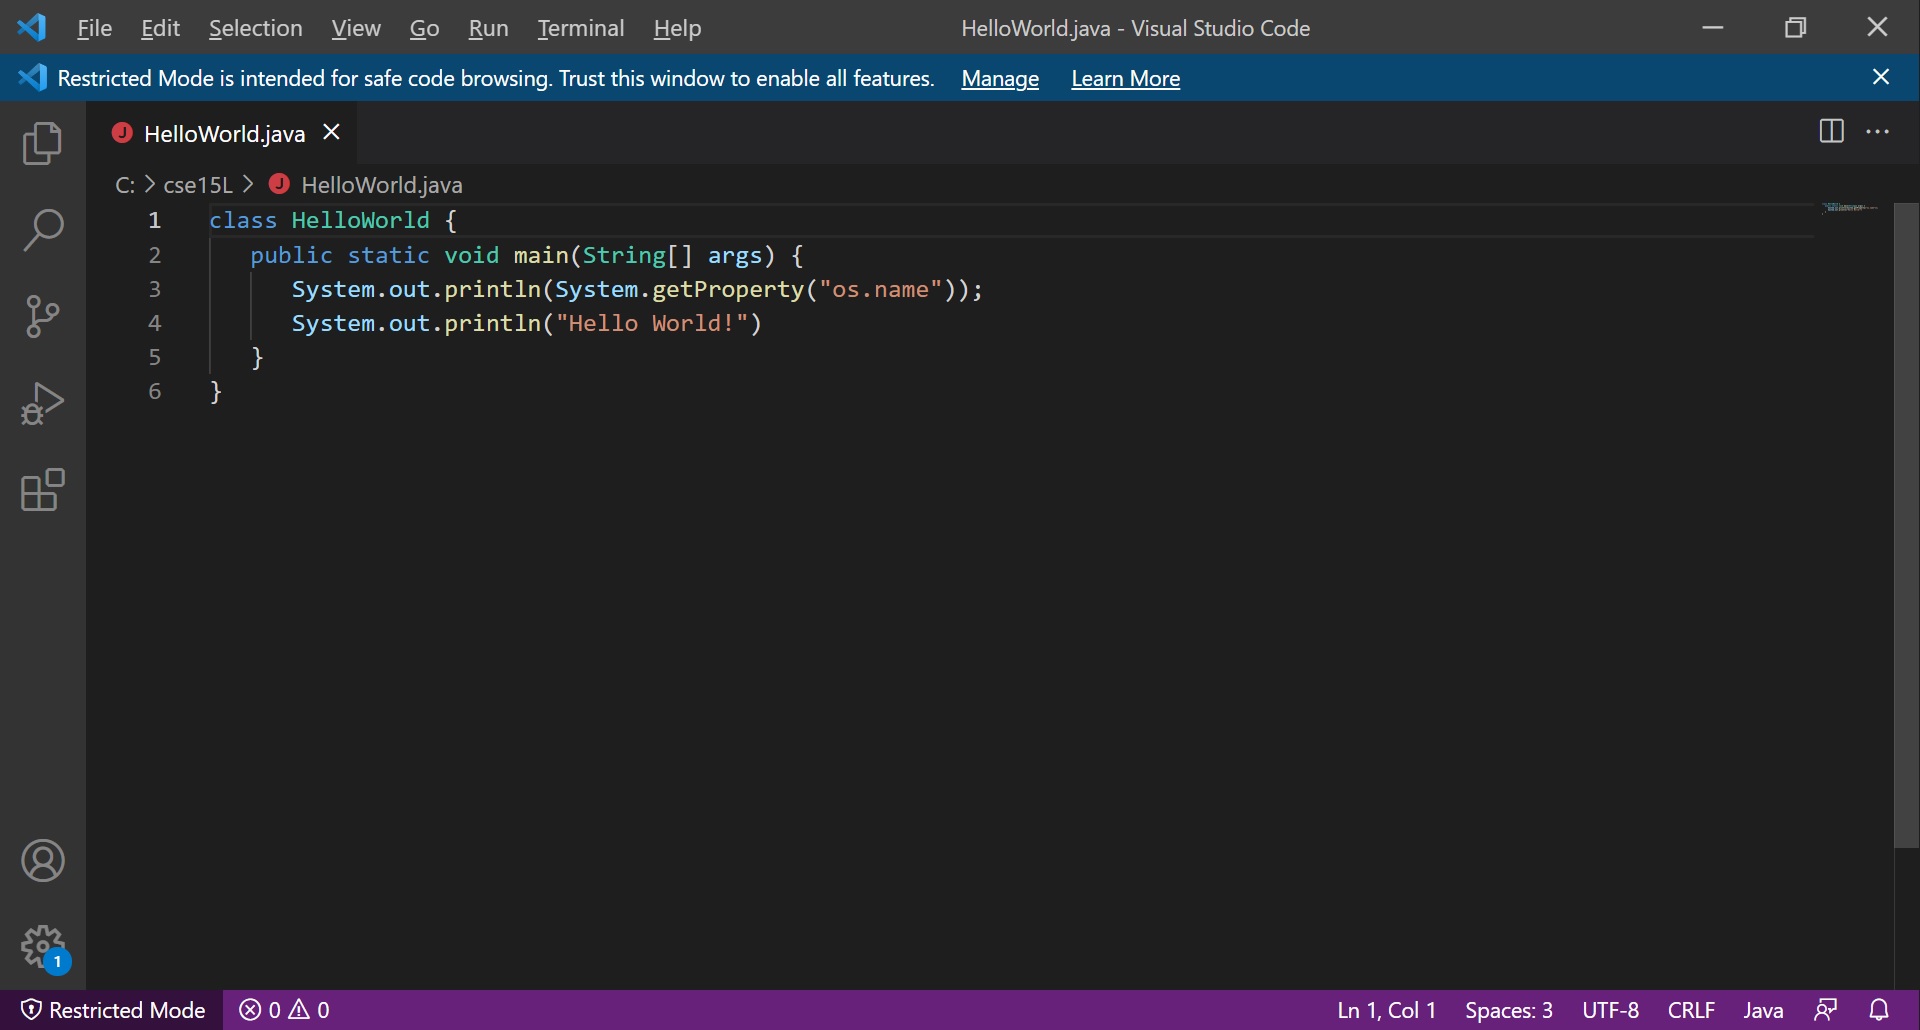 File Edit Selection View Go Run Terminal Help HelloWorld.java - Visual Studio Code
Restricted Mode is intended for safe code browsing. Trust this window to enable all features. Manage Learn More
J HelloWorld.java
C: > cse15L > J HelloWorld.java
1 class HelloWorld {
2 public static void main(String[] args) {
3 System.out.println(System.getProperty("os.name"));
4 System.out.println("Hello World!")
5 }
6 }
1
Restricted Mode 0 0 Ln 1, Col 1 Spaces: 3 UTF-8 CRLF Java